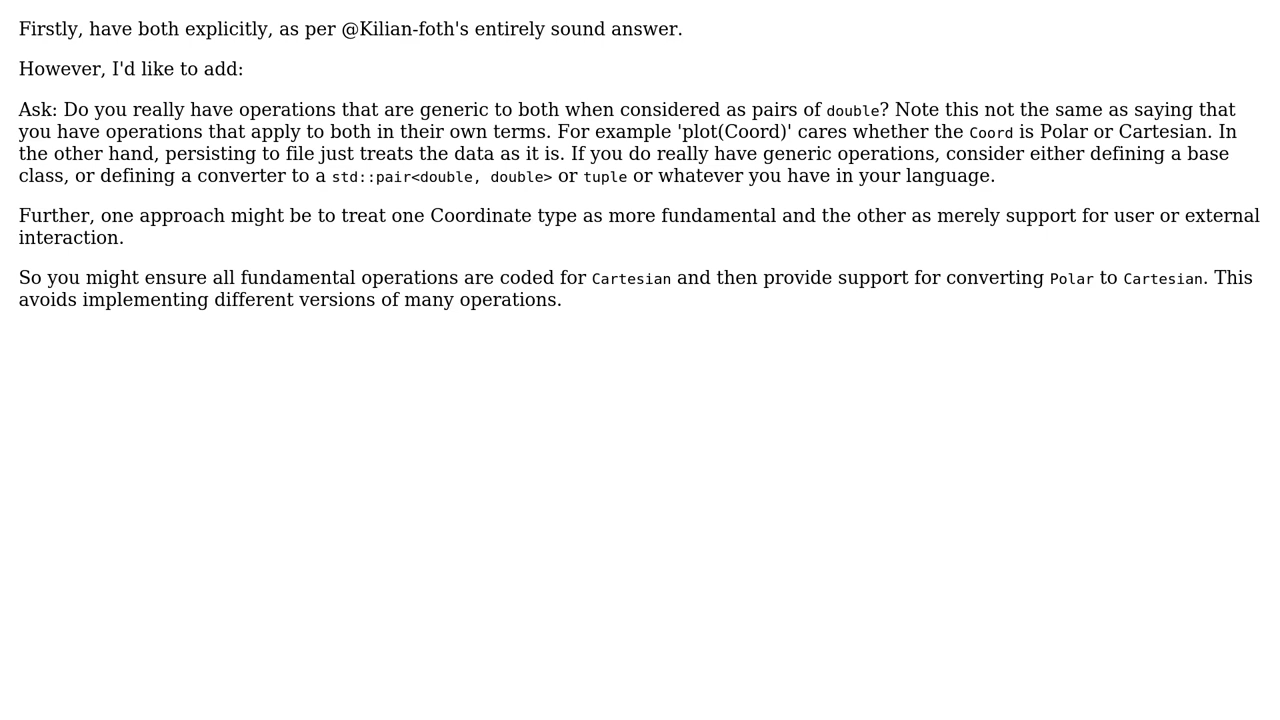 Firstly, have both explicitly, as per @Kilian-foth's entirely sound answer.
However, I'd like to add:
Ask: Do you really have operations that are generic to both when considered as pairs of double? Note this not the same as saying that
you have operations that apply to both in their own terms. For example 'plot(Coord)' cares whether the Coord is Polar or Cartesian. In
the other hand, persisting to file just treats the data as it is. If you do really have generic operations, consider either defining a base
class, or defining a converter to a std::pair<double, double> or tuple or whatever you have in your language.
Further, one approach might be to treat one Coordinate type as more fundamental and the other as merely support for user or external
interaction.
So you might ensure all fundamental operations are coded for Cartesian and then provide support for converting Polar to Cartesian. This
avoids implementing different versions of many operations.